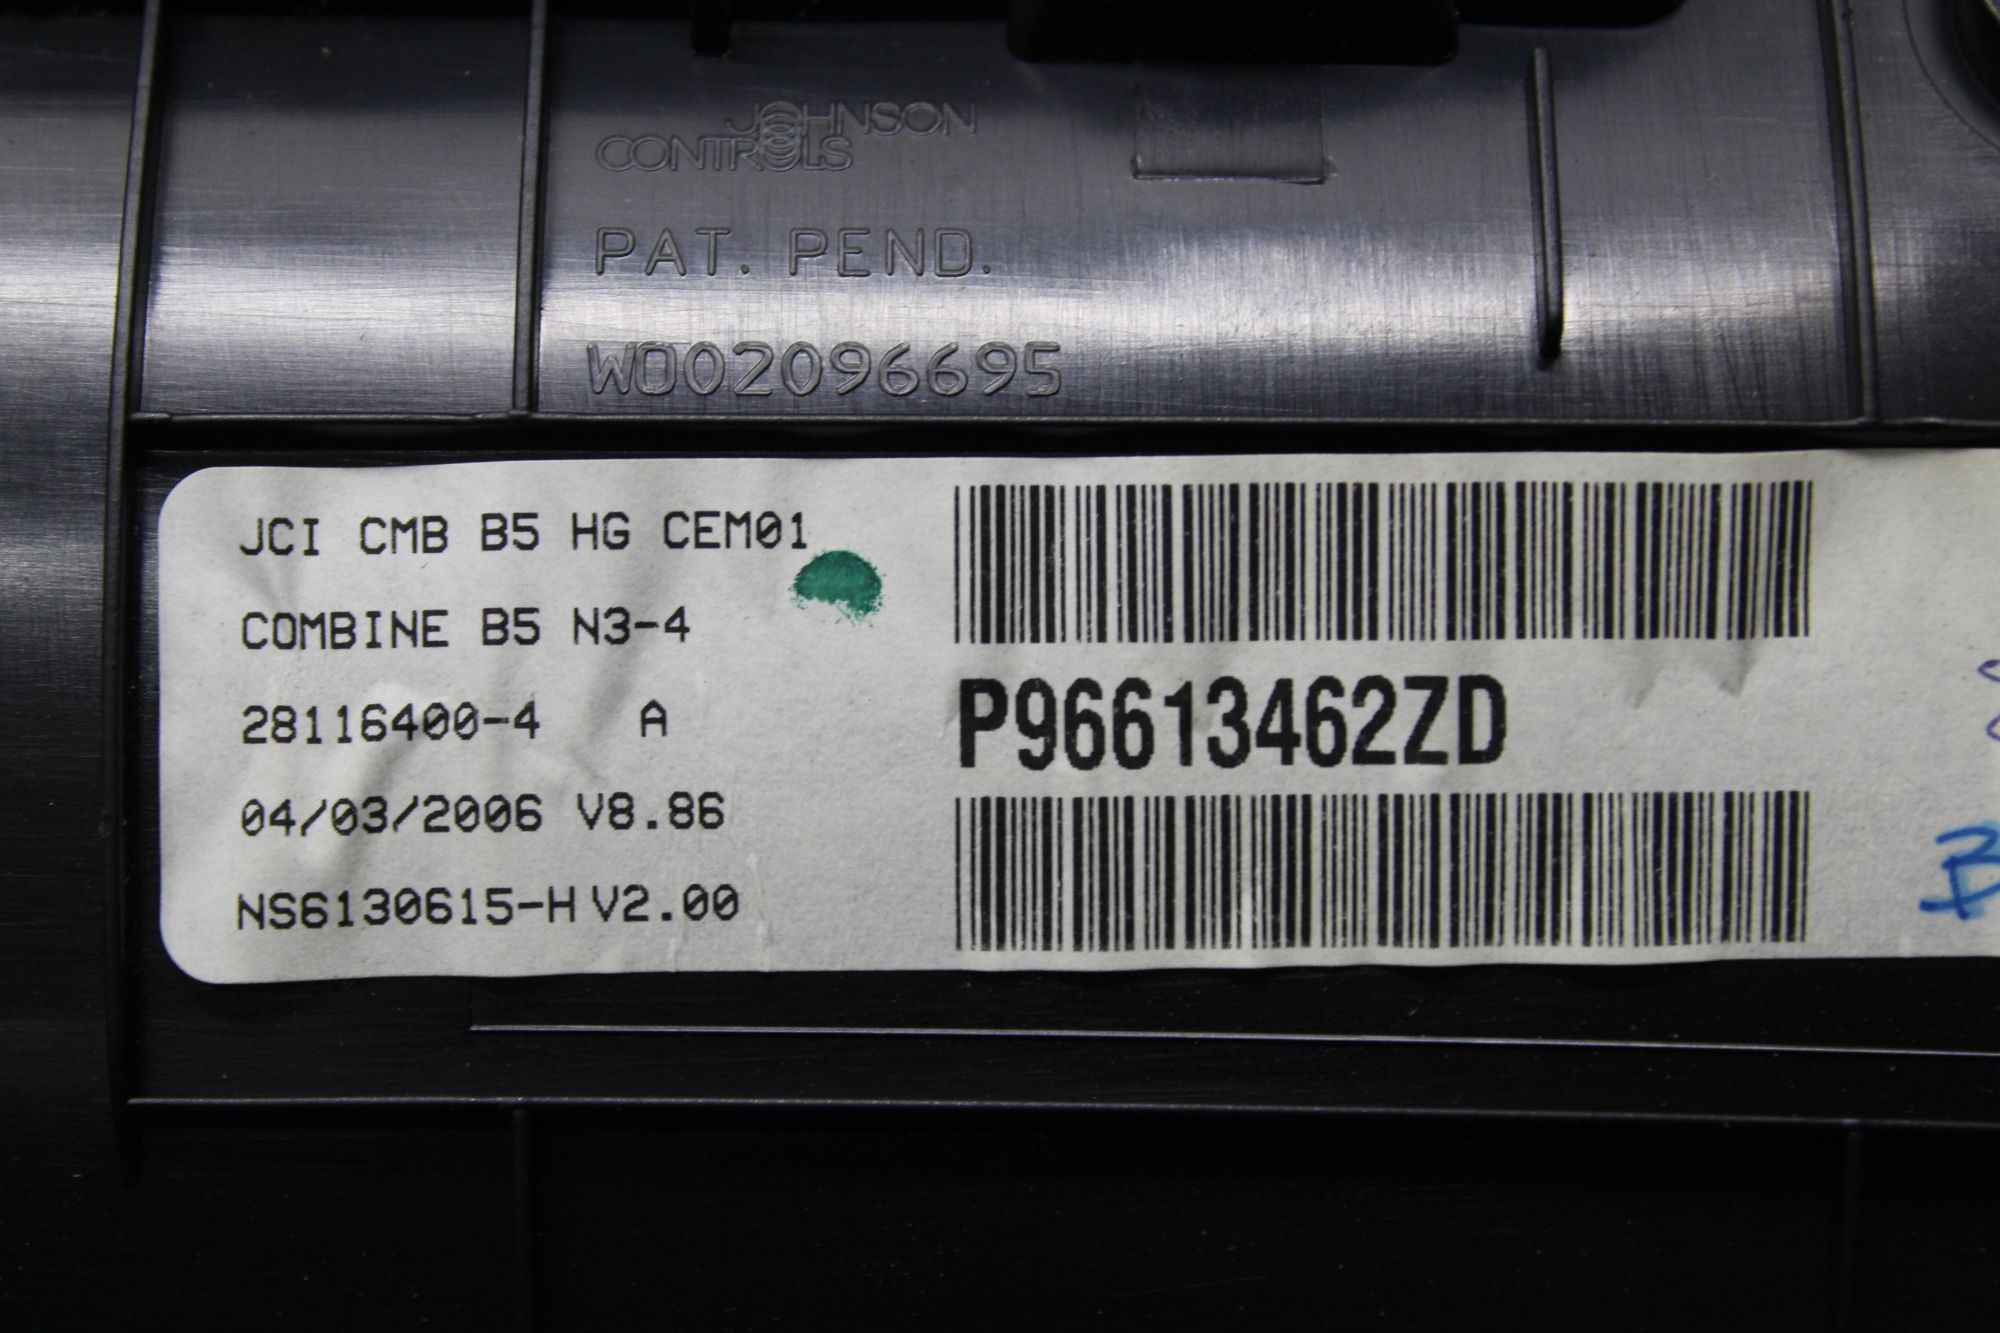 JOHNSON
CONTROLS
PAT. PEND.
WO02096695
JCI CMB B5 HG CEM01
COMBINE B5 N3-4
28116400-4 A
04/03/2006 V8.86
NS6130615-H V2.00
P96613462ZD